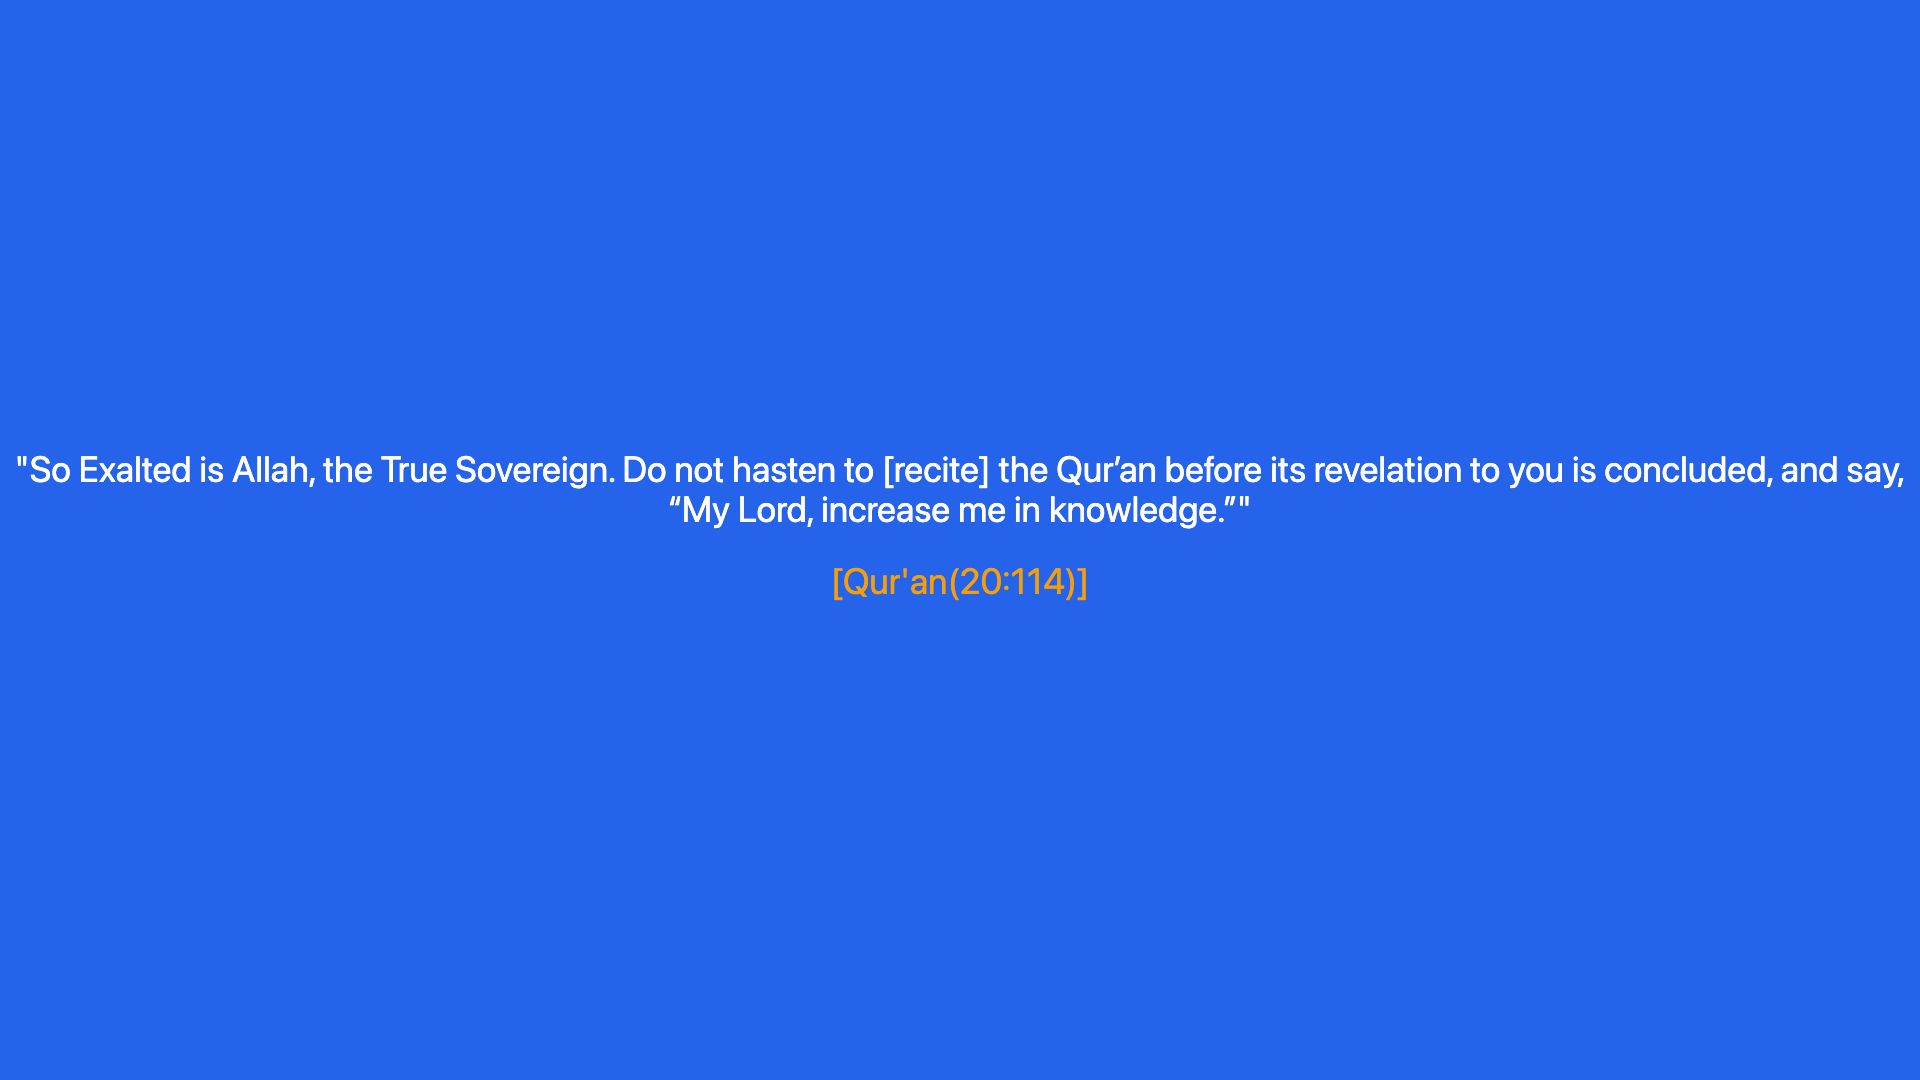 "So Exalted is Allah, the True Sovereign. Do not hasten to [recite] the Qur’an before its revelation to you is concluded, and say,
“My Lord, increase me in knowledge.”"
[Qur'an(20:114)]